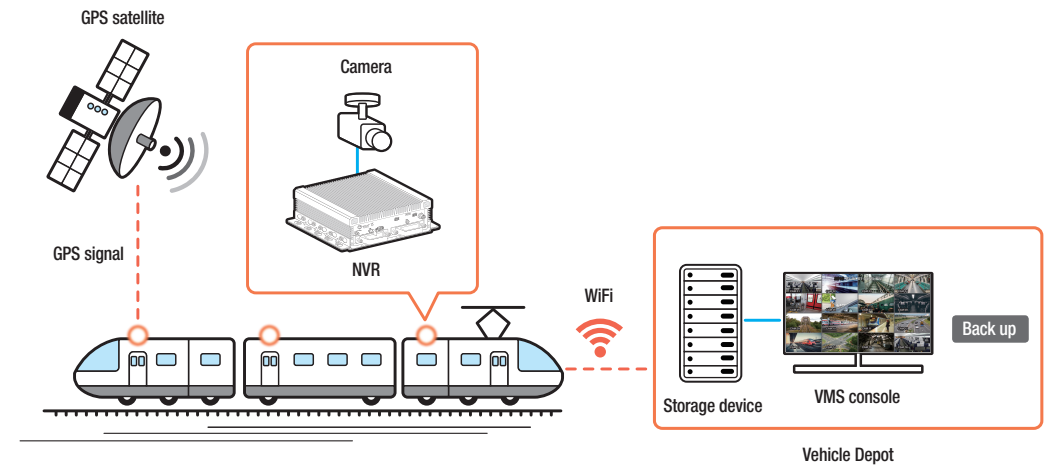 GPS satellite
Camera
GPS signal
NVR
WiFi
Back up
Storage device
VMS console
Vehicle Depot